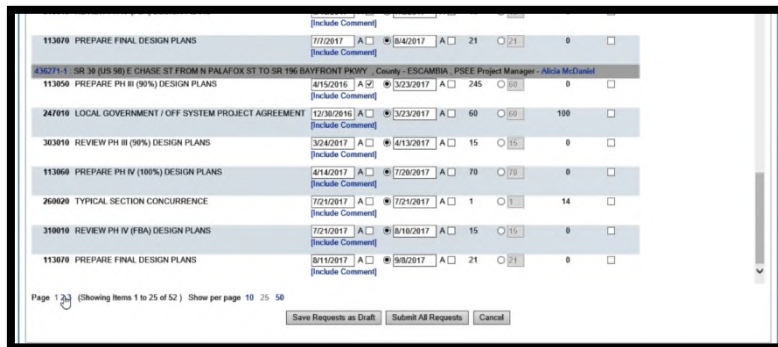 [Include Comment]
113070 PREPARE FINAL DESIGN PLANS 7/7/2017 A 8/4/2017 A 21 21 0
[Include Comment]
436271-1 : SR 30 (US 98) E CHASE ST FROM N PALAFOX ST TO SR 196 BAYFRONT PKWY , County - ESCAMBIA , PSEE Project Manager - Alicia McDaniel
113050 PREPARE PH III (90%) DESIGN PLANS 4/15/2016 A 3/23/2017 A 245 60 0
[Include Comment]
247010 LOCAL GOVERNMENT / OFF SYSTEM PROJECT AGREEMENT 12/30/2016 A 3/23/2017 A 60 60 100
[Include Comment]
303010 REVIEW PH III (90%) DESIGN PLANS 3/24/2017 A 4/13/2017 A 15 15 0
[Include Comment]
113060 PREPARE PH IV (100%) DESIGN PLANS 4/14/2017 A 7/20/2017 A 70 70 0
[Include Comment]
260020 TYPICAL SECTION CONCURRENCE 7/21/2017 A 7/21/2017 A 1 1 14
[Include Comment]
310010 REVIEW PH IV (FBA) DESIGN PLANS 7/21/2017 A 8/10/2017 A 15 15 0
[Include Comment]
113070 PREPARE FINAL DESIGN PLANS 8/11/2017 A 9/8/2017 A 21 21 0
[Include Comment]
Page 1 2 3 (Showing Items 1 to 25 of 52 ) Show per page 10 25 50
Save Requests as Draft Submit All Requests Cancel